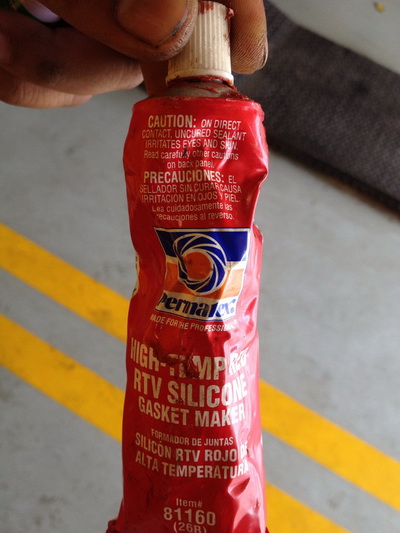 CAUTION: ON DIRECT
CONTACT, UNCURED SEALANT
IRRITATES EYES AND SKIN.
Read carefully other cautions
on back panel.
PRECAUCIONES: EL
SELLADOR SIN CURAR CAUSA
IRRITACIÓN EN OJOS Y PIEL.
Lea cuidadosamente las
precauciones al reverso.
Permatex
MADE FOR THE PROFESSIONAL
HIGH-TEMP RED
RTV SILICONE
GASKET MAKER
FORMADOR DE JUNTAS
SILICÓN RTV ROJO DE
ALTA TEMPERATURA
Item#
81160
(26B)